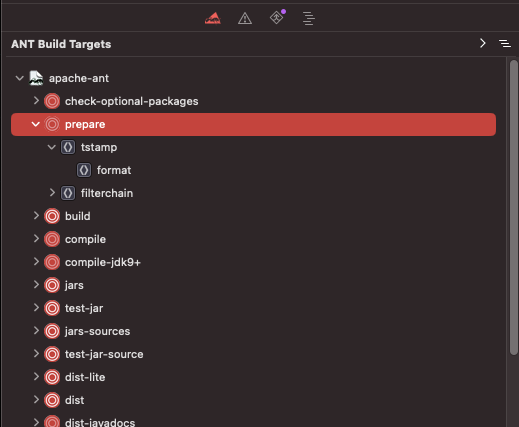 ANT Build Targets
apache-ant
check-optional-packages
prepare
tstamp
format
filterchain
build
compile
compile-jdk9+
jars
test-jar
jars-sources
test-jar-source
dist-lite
dist
dist-javadocs